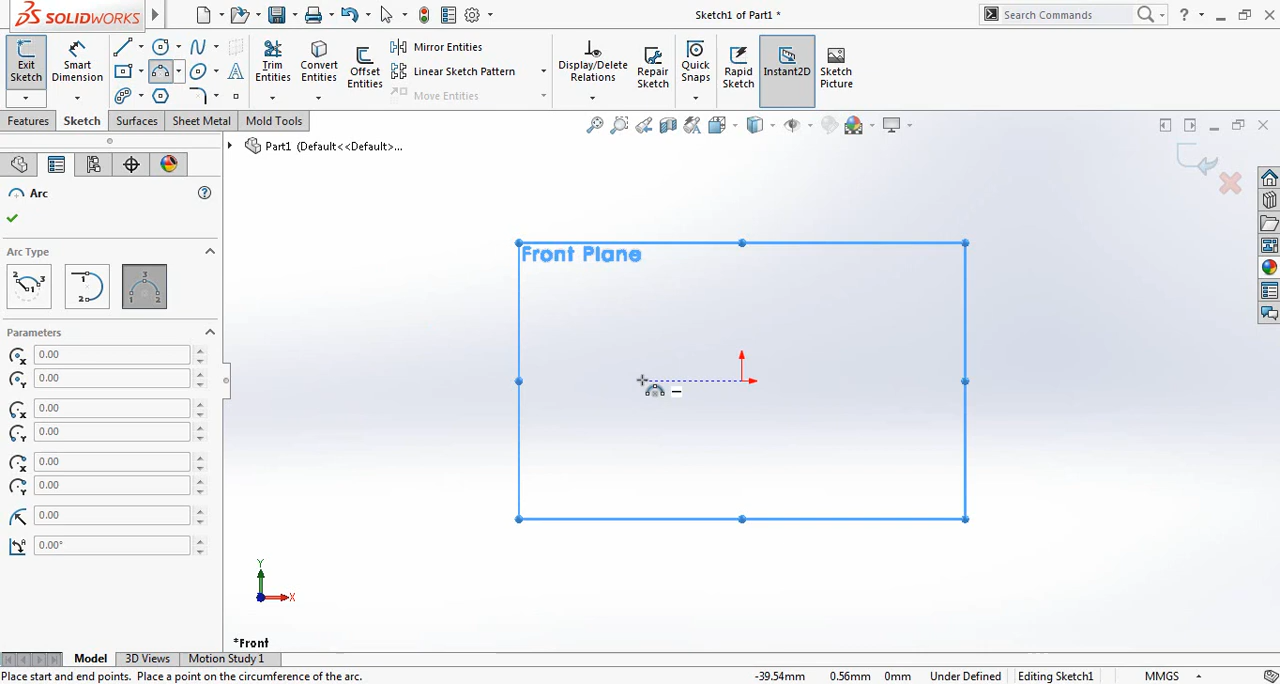 SOLIDWORKS
Sketch1 of Part1 *
Search Commands
?
Exit Sketch
Smart Dimension
Trim Entities
Convert Entities
Offset Entities
Mirror Entities
Linear Sketch Pattern
Move Entities
Display/Delete Relations
Repair Sketch
Quick Snaps
Rapid Sketch
Instant2D
Sketch Picture
Features
Sketch
Surfaces
Sheet Metal
Mold Tools
Part1 (Default<<Default>...
Arc
?
Arc Type
Parameters
0.00
0.00
0.00
0.00
0.00
0.00
0.00
0.00°
Front Plane
Y
X
*Front
Model
3D Views
Motion Study 1
Place start and end points. Place a point on the circumference of the arc.
-39.54mm
0.56mm
0mm
Under Defined
Editing Sketch1
MMGS